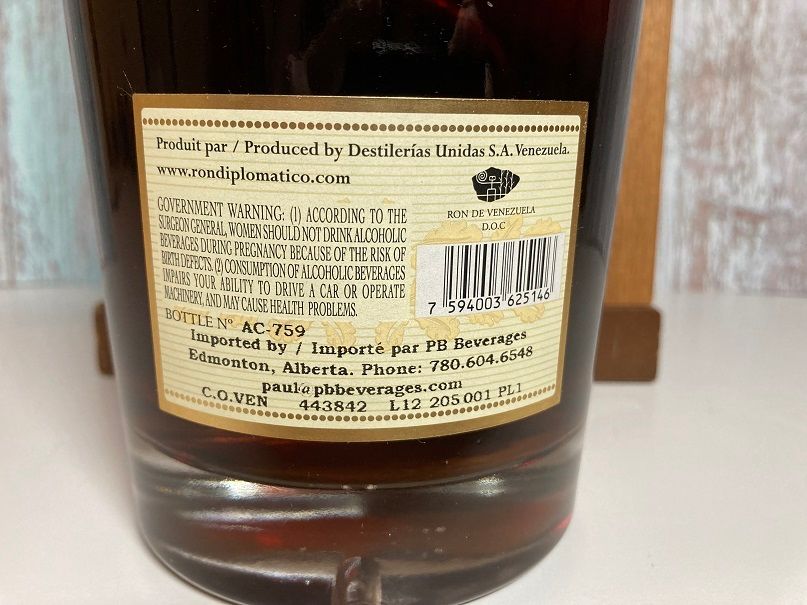 Produit par / Produced by Destilerías Unidas S.A. Venezuela.
www.rondiplomatico.com
GOVERNMENT WARNING: (1) ACCORDING TO THE
SURGEON GENERAL, WOMEN SHOULD NOT DRINK ALCOHOLIC
BEVERAGES DURING PREGNANCY BECAUSE OF THE RISK OF
BIRTH DEFECTS. (2) CONSUMPTION OF ALCOHOLIC BEVERAGES
IMPAIRS YOUR ABILITY TO DRIVE A CAR OR OPERATE
MACHINERY, AND MAY CAUSE HEALTH PROBLEMS.
RON DE VENEZUELA
D.O.C
7 594003 625146
BOTTLE Nº AC-759
Imported by / Importé par PB Beverages
Edmonton, Alberta. Phone: 780.604.6548
paul@pbbeverages.com
C.O.VEN 443842 L12 205 001 PL1